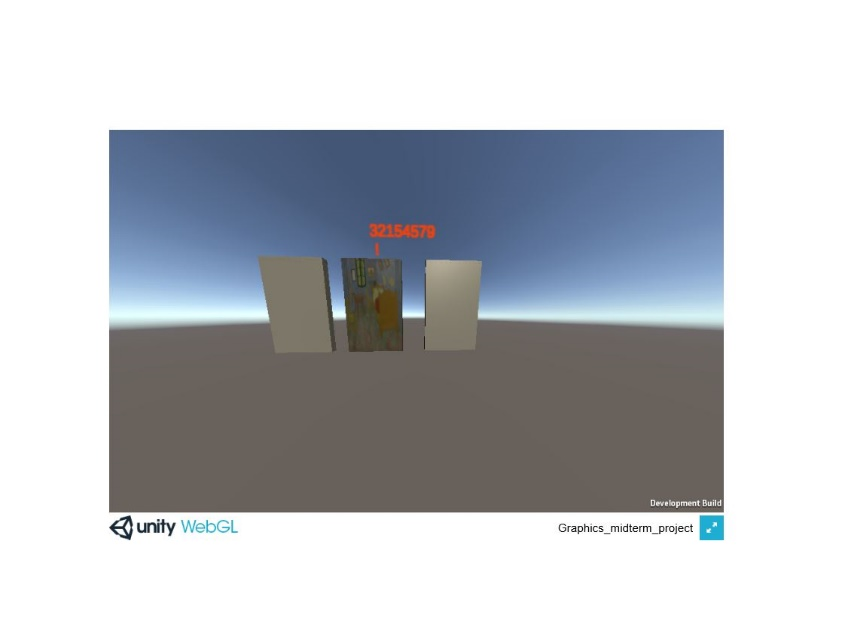 32154579
Development Build
unity WebGL
Graphics_midterm_project